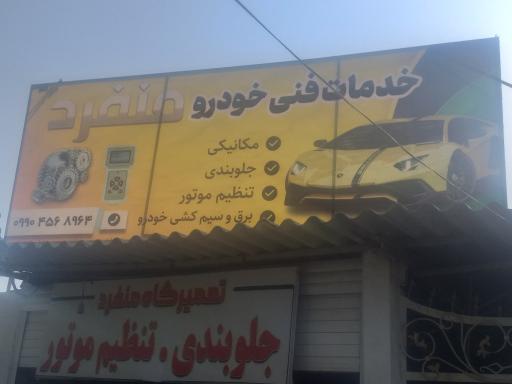 خدمات فنی خودرو منفرد
مکانیکی
جلوبندی
تنظیم موتور
برق و سیم کشی خودرو
۰۹۹۰ ۴۵۶ ۸۹۶۴
تعمیرگاه منفرد
جلوبندی . تنظیم موتور